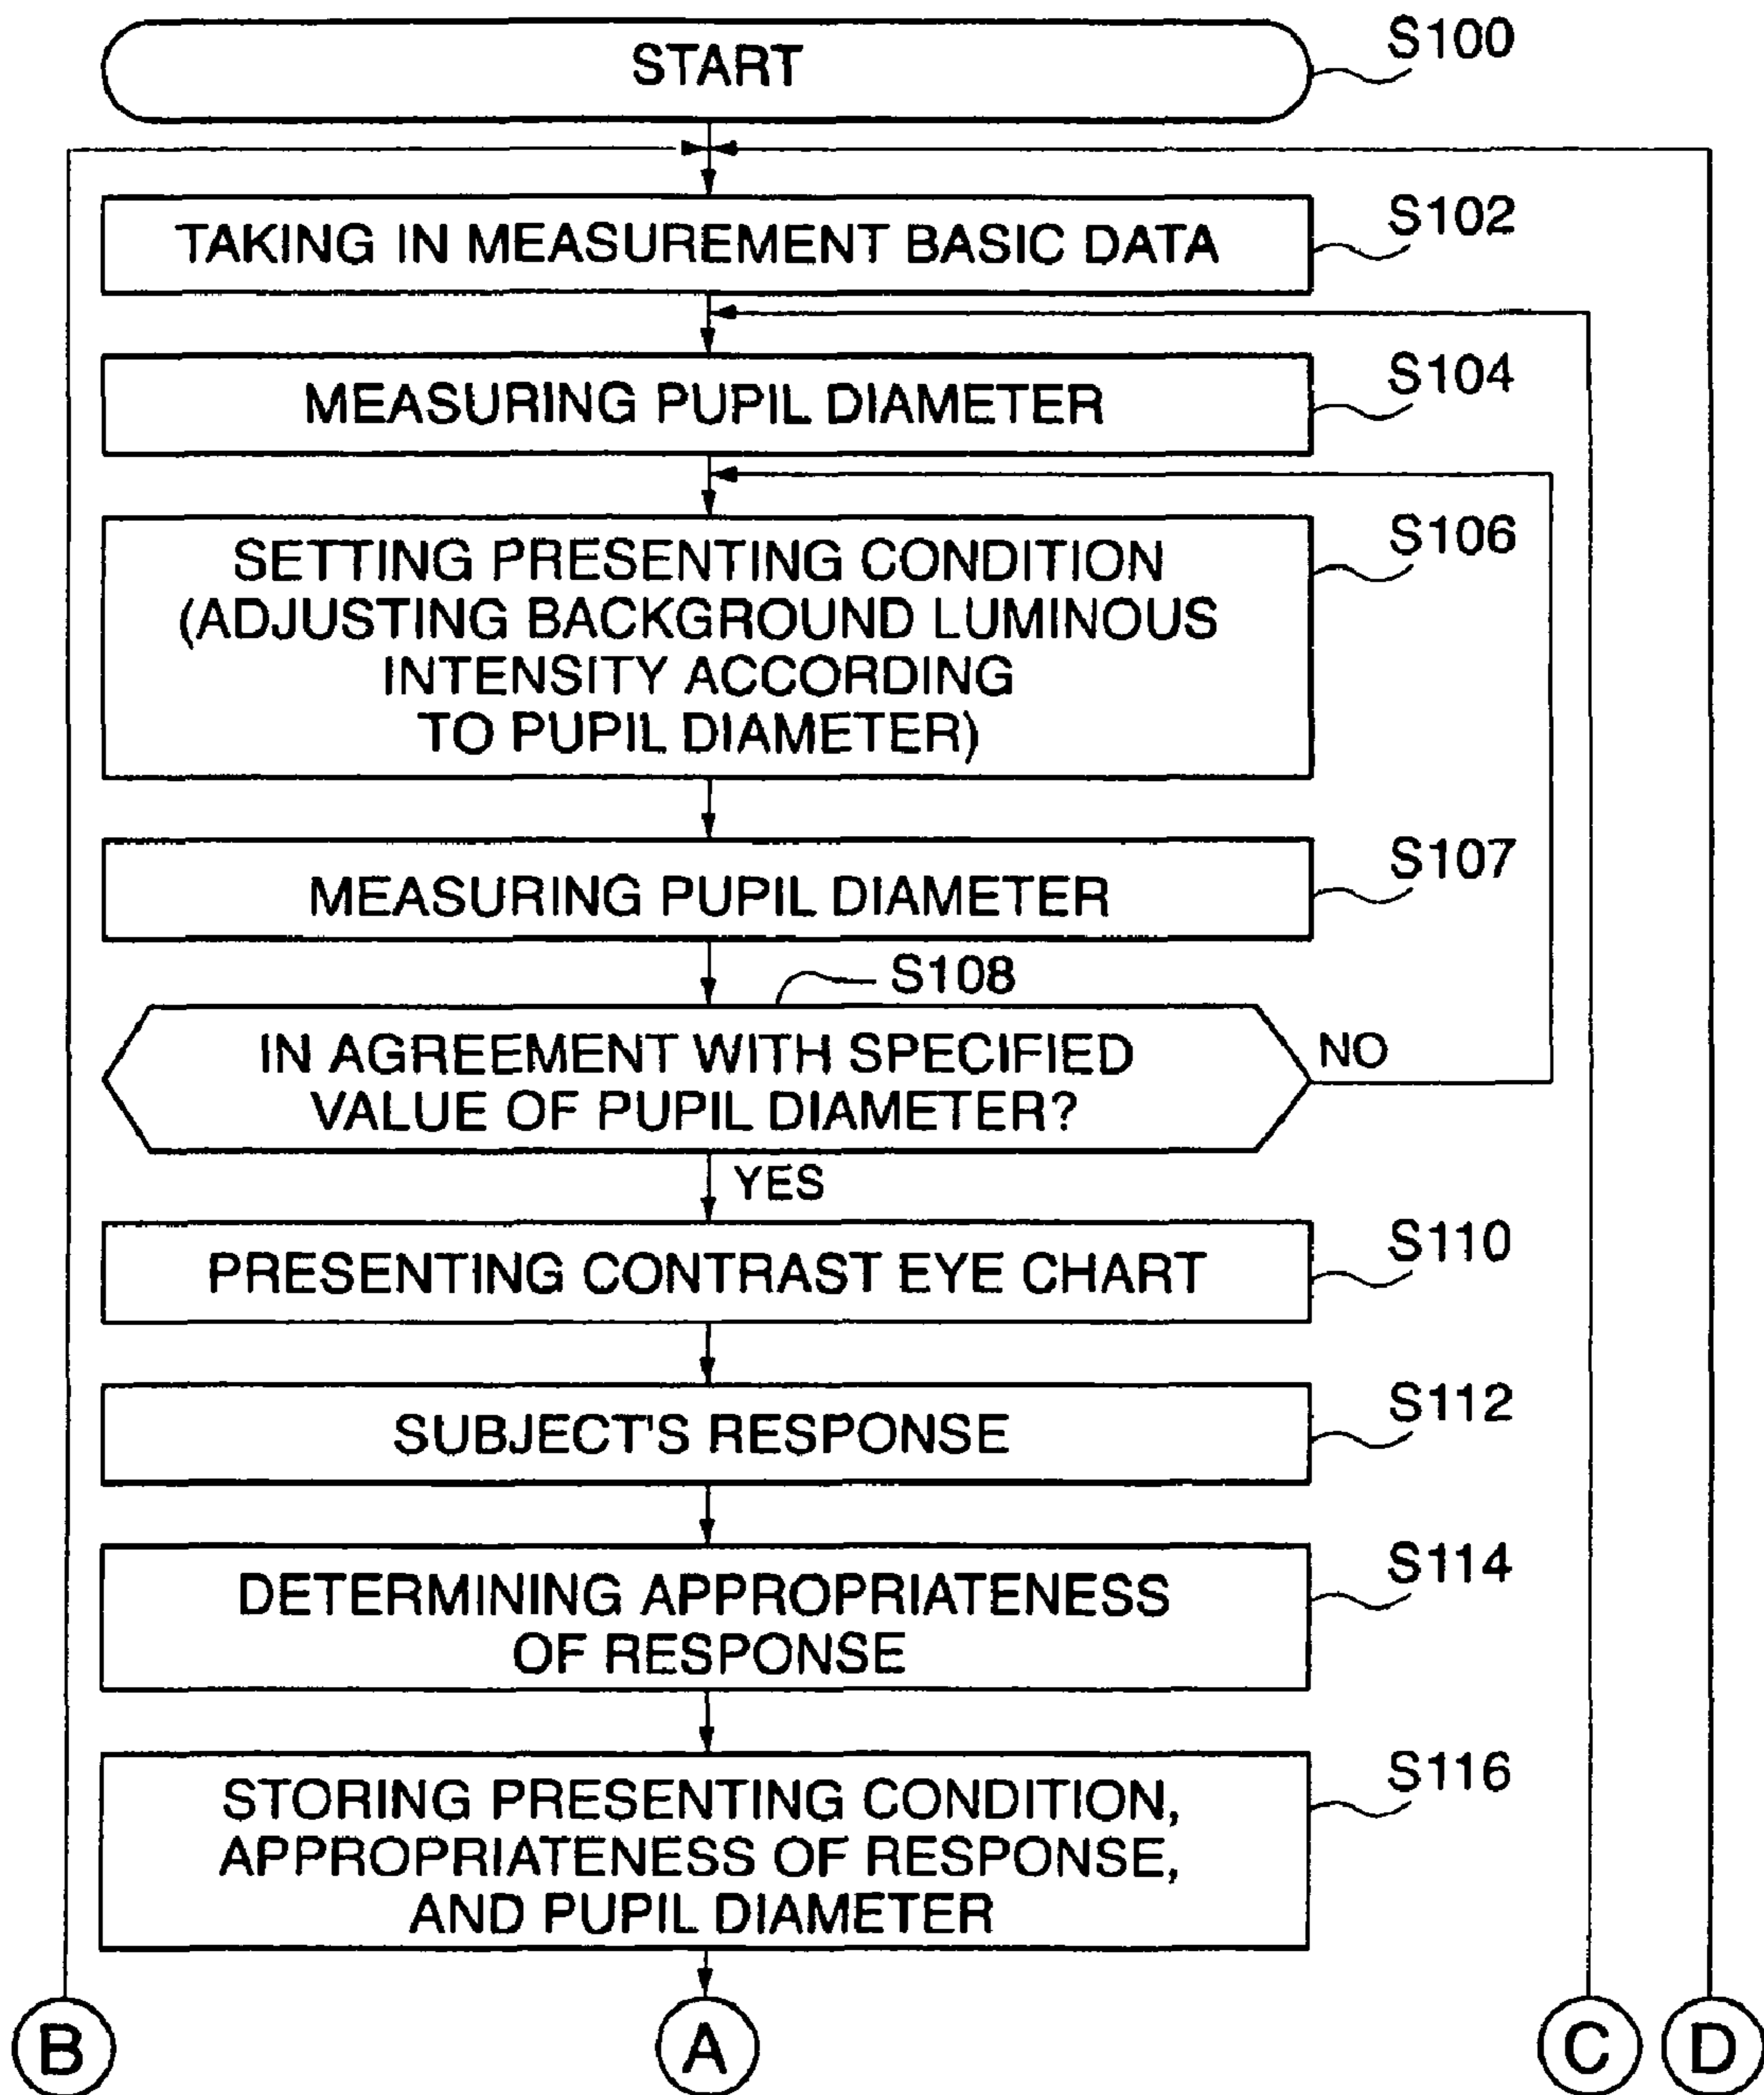 START
S100
TAKING IN MEASUREMENT BASIC DATA
S102
MEASURING PUPIL DIAMETER
S104
SETTING PRESENTING CONDITION
(ADJUSTING BACKGROUND LUMINOUS
INTENSITY ACCORDING
TO PUPIL DIAMETER)
S106
MEASURING PUPIL DIAMETER
S107
S108
IN AGREEMENT WITH SPECIFIED
VALUE OF PUPIL DIAMETER?
NO
YES
PRESENTING CONTRAST EYE CHART
S110
SUBJECT'S RESPONSE
S112
DETERMINING APPROPRIATENESS
OF RESPONSE
S114
STORING PRESENTING CONDITION,
APPROPRIATENESS OF RESPONSE,
AND PUPIL DIAMETER
S116
B
A
C
D